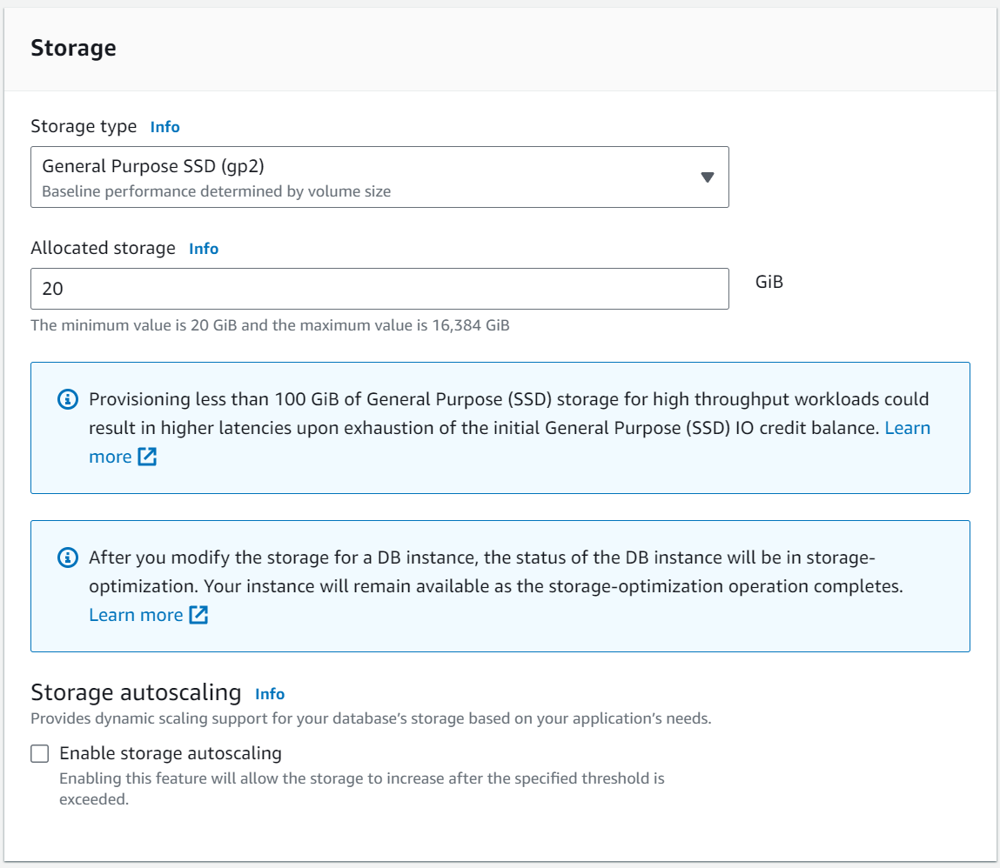 Storage
Storage type Info
General Purpose SSD (gp2)
Baseline performance determined by volume size
Allocated storage Info
20
GiB
The minimum value is 20 GiB and the maximum value is 16,384 GiB
Provisioning less than 100 GiB of General Purpose (SSD) storage for high throughput workloads could
result in higher latencies upon exhaustion of the initial General Purpose (SSD) IO credit balance. Learn
more
After you modify the storage for a DB instance, the status of the DB instance will be in storage-
optimization. Your instance will remain available as the storage-optimization operation completes.
Learn more
Storage autoscaling Info
Provides dynamic scaling support for your database’s storage based on your application’s needs.
Enable storage autoscaling
Enabling this feature will allow the storage to increase after the specified threshold is
exceeded.